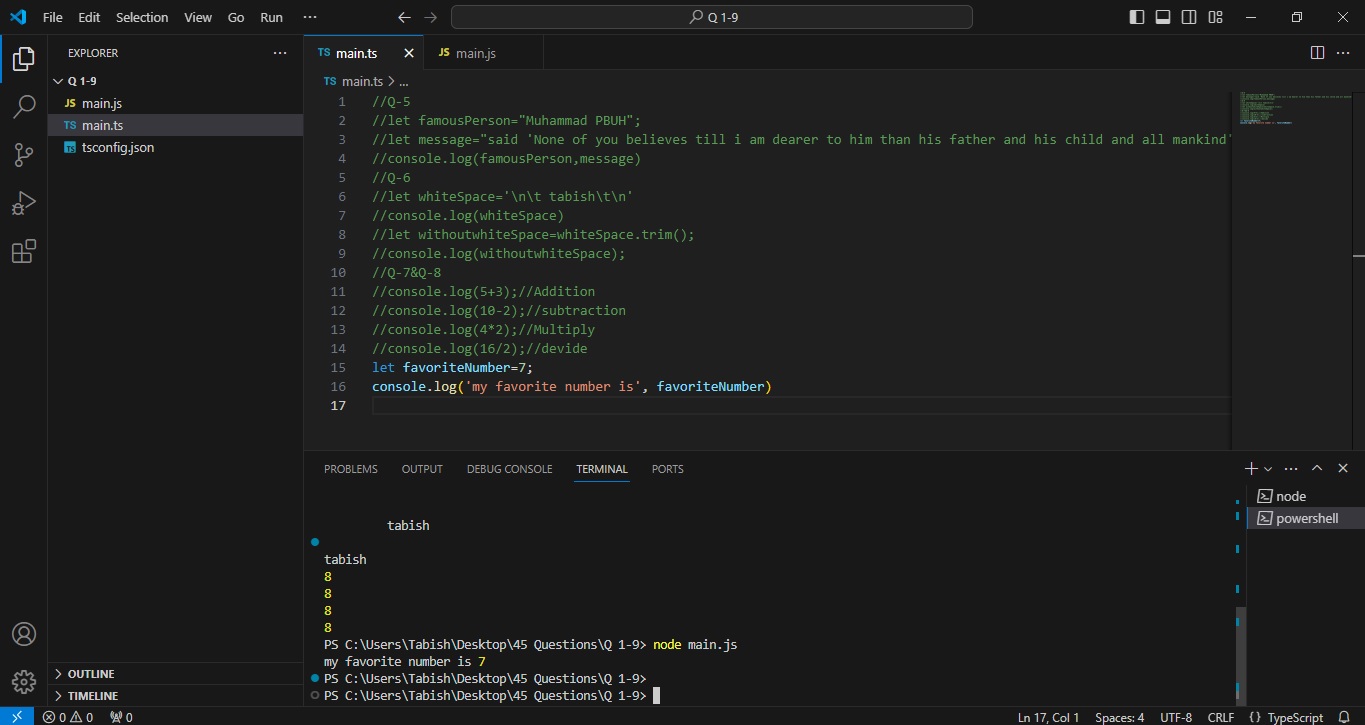 File Edit Selection View Go Run ··· Q 1-9
EXPLORER ···
Q 1-9
JS main.js
TS main.ts
TS tsconfig.json
OUTLINE
TIMELINE
TS main.ts JS main.js ···
TS main.ts > ...
1 //Q-5
2 //let famousPerson="Muhammad PBUH";
3 //let message="said 'None of you believes till i am dearer to him than his father and his child and all mankind'
4 //console.log(famousPerson,message)
5 //Q-6
6 //let whiteSpace='\n\t tabish\t\n'
7 //console.log(whiteSpace)
8 //let withoutwhiteSpace=whiteSpace.trim();
9 //console.log(withoutwhiteSpace);
10 //Q-7&Q-8
11 //console.log(5+3);//Addition
12 //console.log(10-2);//subtraction
13 //console.log(4*2);//Multiply
14 //console.log(16/2);//devide
15 let favoriteNumber=7;
16 console.log('my favorite number is', favoriteNumber)
17
PROBLEMS OUTPUT DEBUG CONSOLE TERMINAL PORTS ···
tabish
tabish
8
8
8
8
PS C:\Users\Tabish\Desktop\45 Questions\Q 1-9> node main.js
my favorite number is 7
PS C:\Users\Tabish\Desktop\45 Questions\Q 1-9>
PS C:\Users\Tabish\Desktop\45 Questions\Q 1-9>
node
powershell
0 0 0 Ln 17, Col 1 Spaces: 4 UTF-8 CRLF {} TypeScript